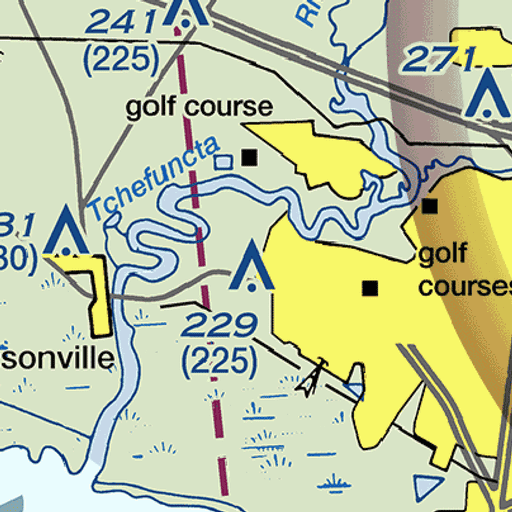 241
(225)
271
golf course
Tchefuncta
golf
courses
229
(225)
sonville